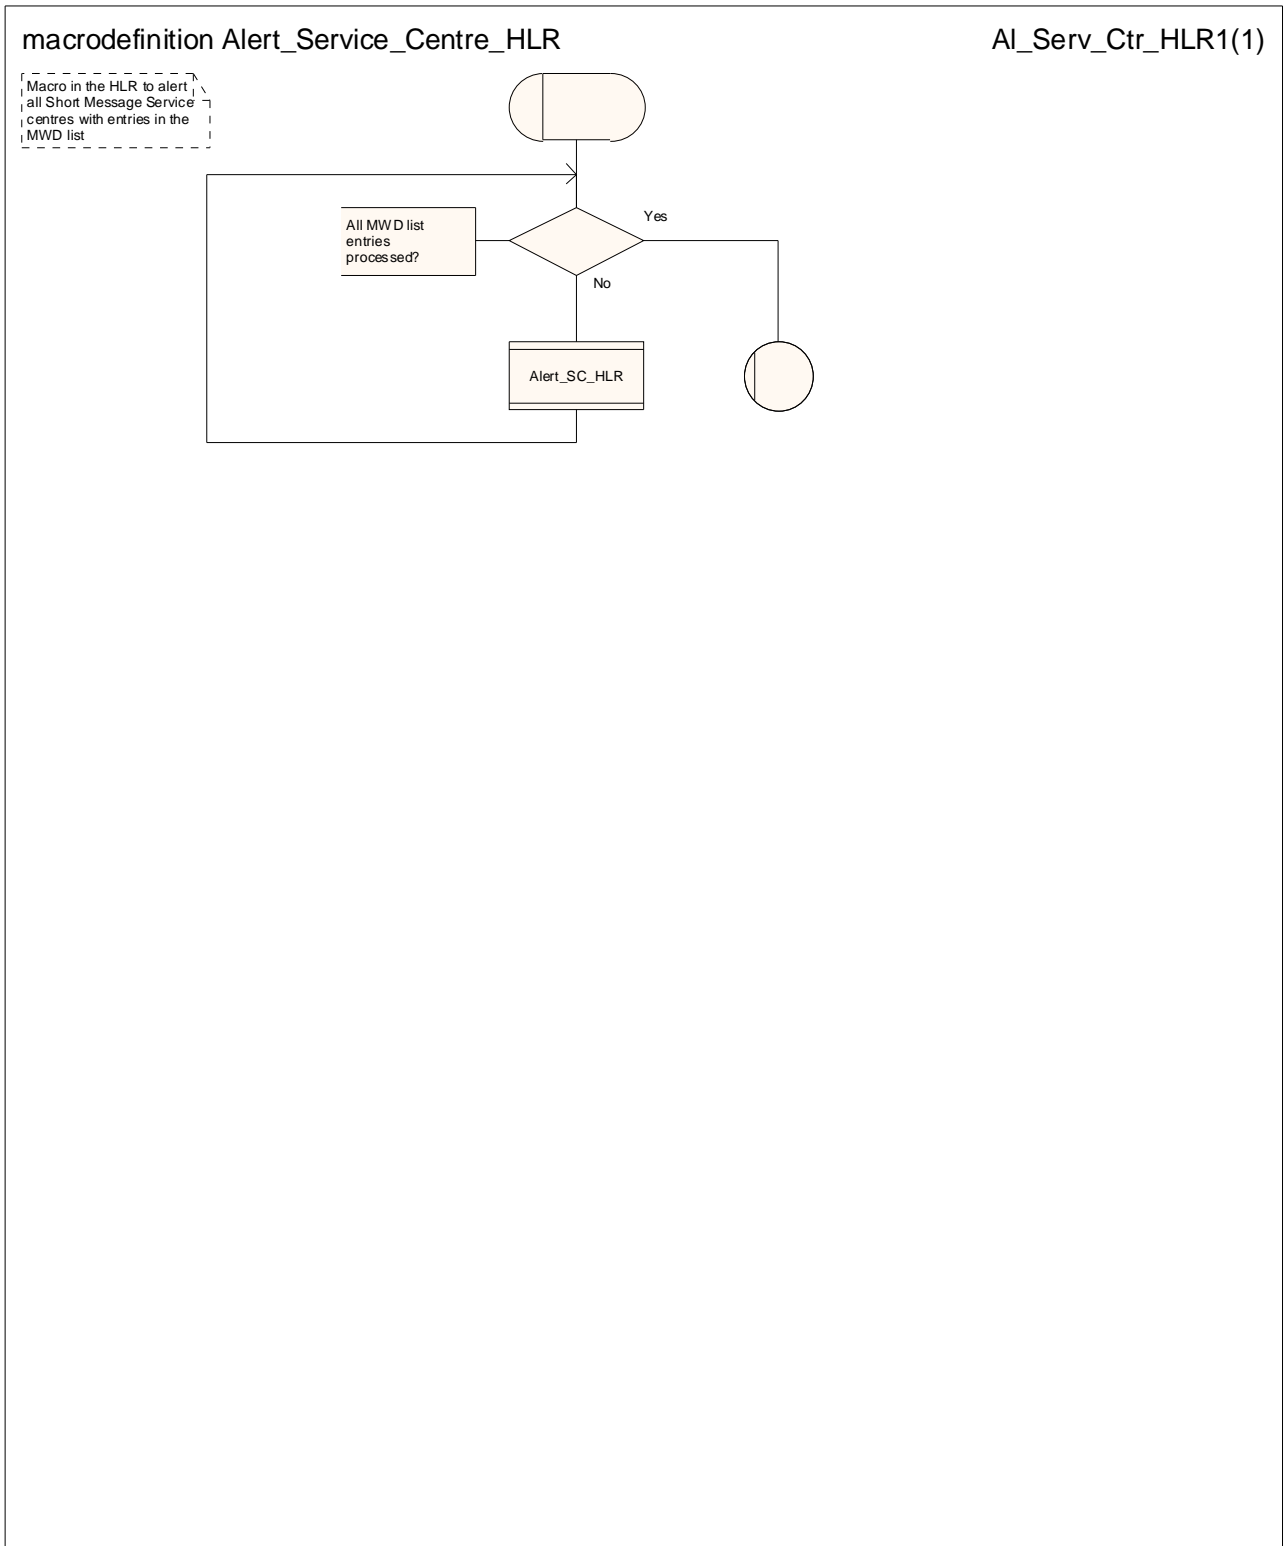 macrodefinition Alert_Service_Centre_HLR
Al_Serv_Ctr_HLR1(1)
Macro in the HLR to alert
all Short Message Service
centres with entries in the
MWD list
All MWD list
entries
processed?
Yes
No
Alert_SC_HLR